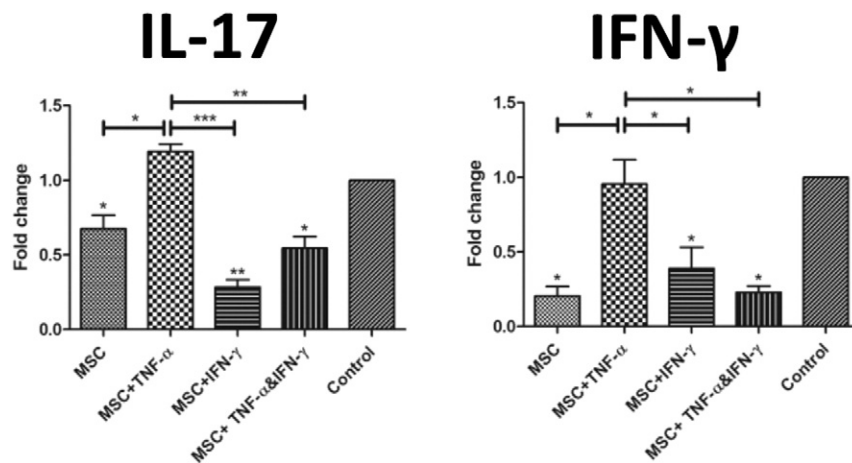 IL-17
Fold change
1.5
1.0
0.5
0.0
**
*
***
*
**
*
MSC
MSC+TNF-α
MSC+IFN-γ
MSC+ TNF-α&IFN-γ
Control
IFN-γ
Fold change
1.5
1.0
0.5
0.0
*
*
*
*
*
*
MSC
MSC+TNF-α
MSC+IFN-γ
MSC+ TNF-α&IFN-γ
Control